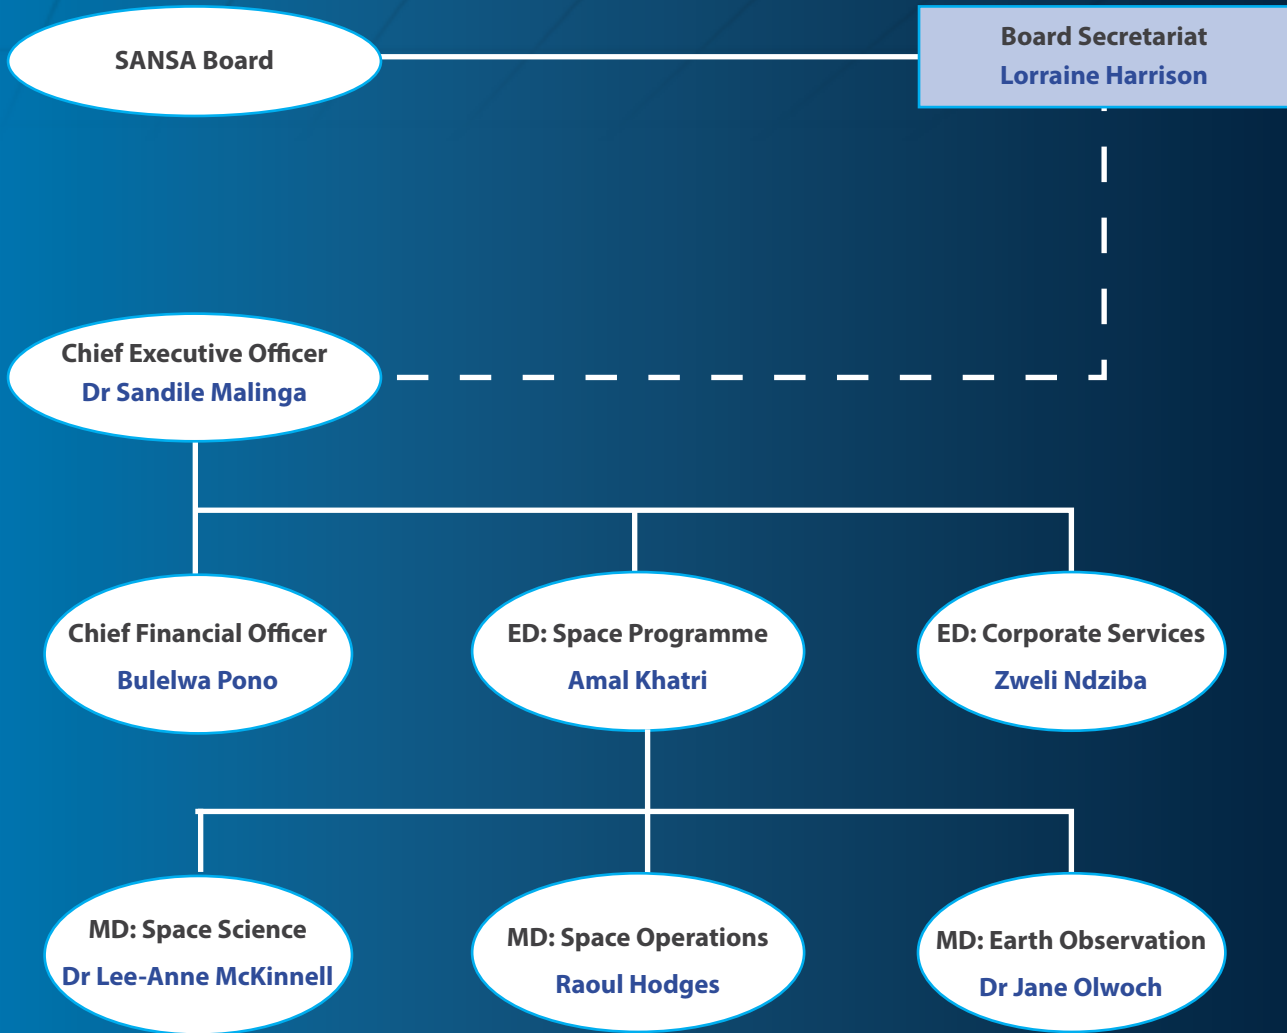 SANSA Board
Board Secretariat
Lorraine Harrison
Chief Executive Officer
Dr Sandile Malinga
Chief Financial Officer
Bulelwa Pono
ED: Space Programme
Amal Khatri
ED: Corporate Services
Zweli Ndziba
MD: Space Science
Dr Lee-Anne McKinnell
MD: Space Operations
Raoul Hodges
MD: Earth Observation
Dr Jane Olwoch